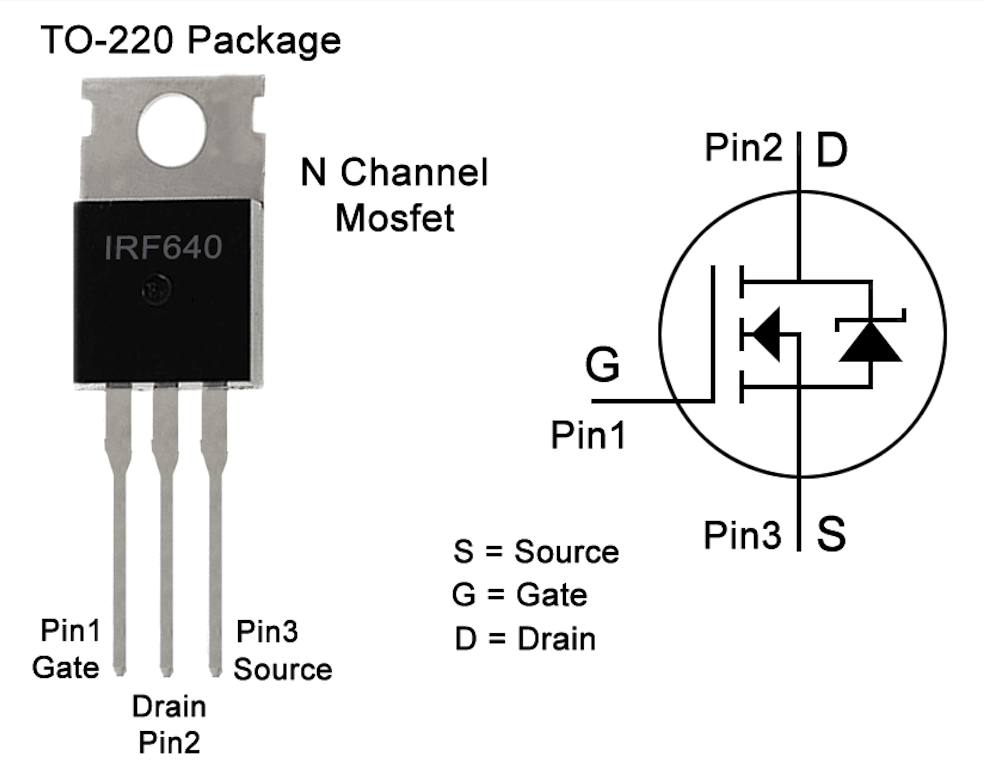 TO-220 Package
N Channel
Mosfet
IRF640
Pin2 D
G
Pin1
Pin3 S
S = Source
G = Gate
D = Drain
Pin1
Gate
Pin3
Source
Drain
Pin2